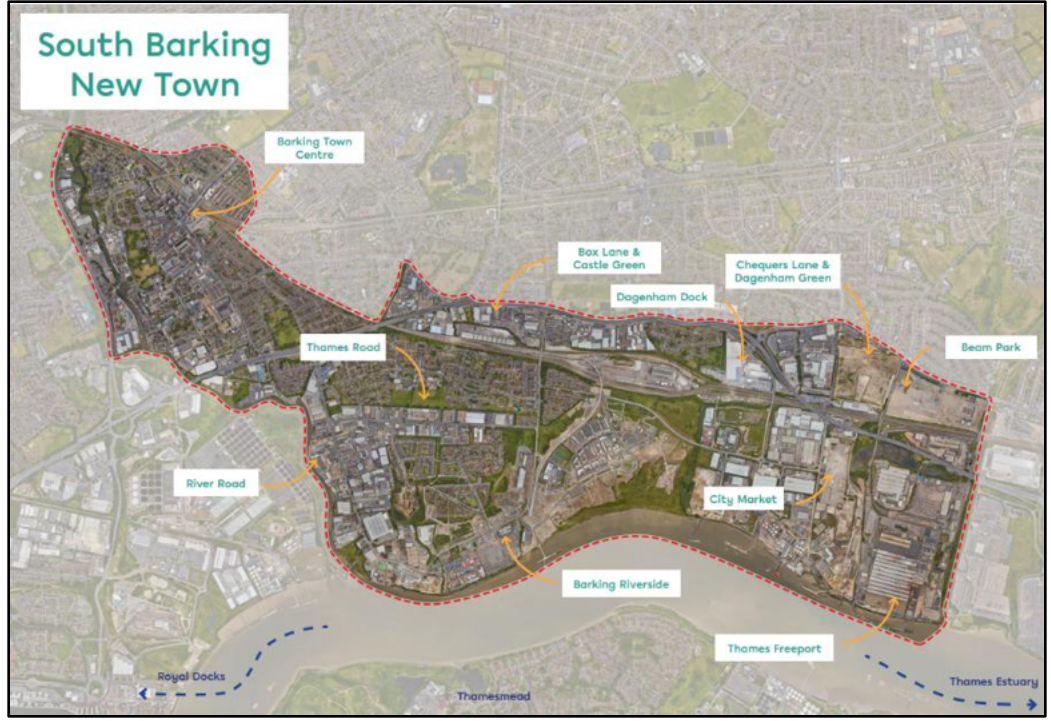 South Barking
New Town
Barking Town
Centre
Box Lane &
Castle Green
Chequers Lane &
Dagenham Green
Dagenham Dock
Thames Road
Beam Park
River Road
City Market
Barking Riverside
Thames Freeport
Royal Docks
Thamesmead
Thames Estuary